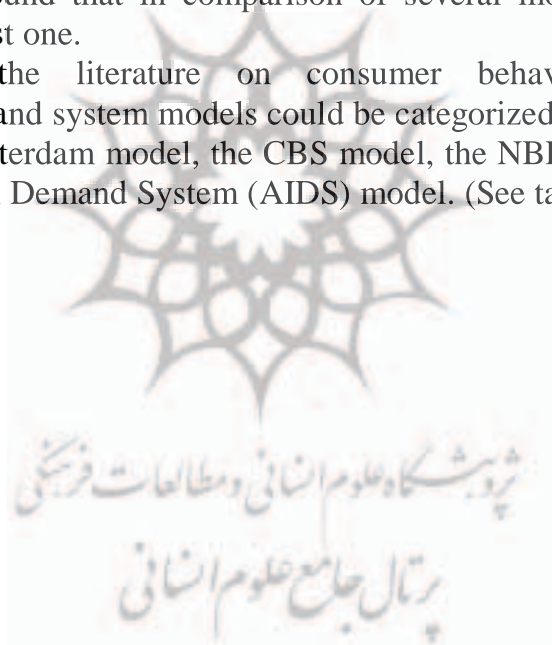 ound that in comparison of several mo
st one.
the literature on consumer behav
and system models could be categorized
terdam model, the CBS model, the NBI
Demand System (AIDS) model. (See ta
پژوهشگاه علوم انسانی و مطالعات فرهنگی
پرتال جامع علوم انسانی